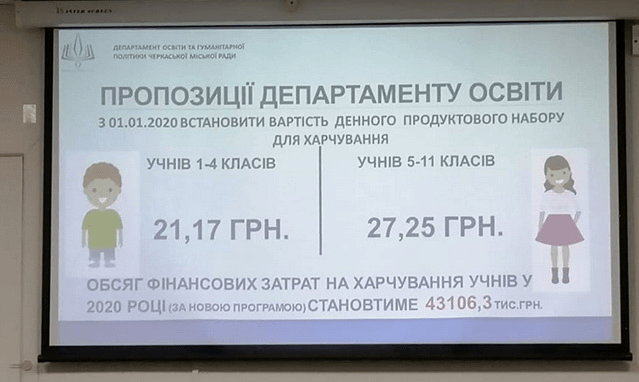 ДЕПАРТАМЕНТ ОСВІТИ ТА ГУМАНІТАРНОЇ
ПОЛІТИКИ ЧЕРКАСЬКОЇ МІСЬКОЇ РАДИ
ПРОПОЗИЦІЇ ДЕПАРТАМЕНТУ ОСВІТИ
З 01.01.2020 ВСТАНОВИТИ ВАРТІСТЬ ДЕННОГО ПРОДУКТОВОГО НАБОРУ
ДЛЯ ХАРЧУВАННЯ
УЧНІВ 1-4 КЛАСІВ
21,17 ГРН.
УЧНІВ 5-11 КЛАСІВ
27,25 ГРН.
ОБСЯГ ФІНАНСОВИХ ЗАТРАТ НА ХАРЧУВАННЯ УЧНІВ У
2020 РОЦІ (ЗА НОВОЮ ПРОГРАМОЮ) СТАНОВТИМЕ 43106,3 ТИС.ГРН.